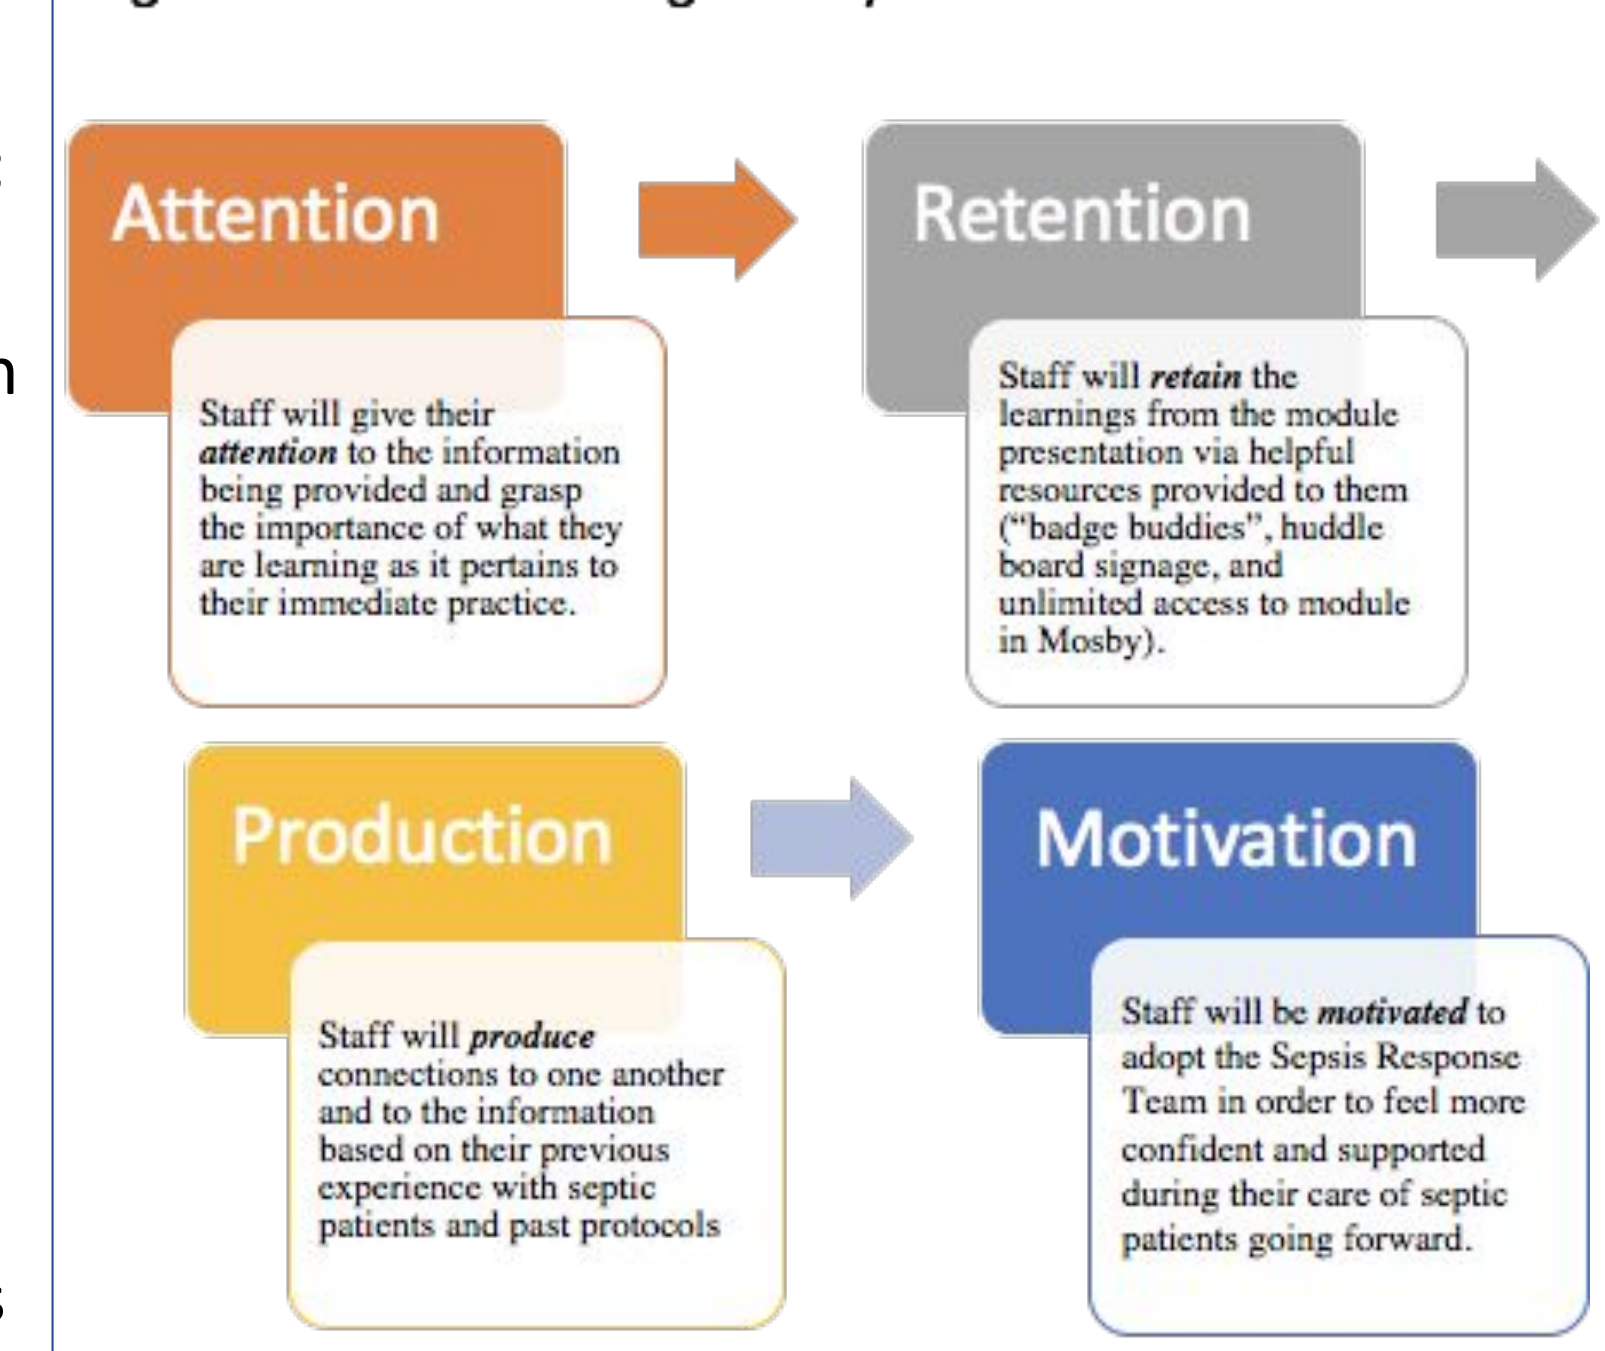 Attention
Staff will give their
attention to the information
being provided and grasp
the importance of what they
are learning as it pertains to
their immediate practice.
Retention
Staff will retain the
learnings from the module
presentation via helpful
resources provided to them
(“badge buddies”, huddle
board signage, and
unlimited access to module
in Mosby).
Production
Staff will produce
connections to one another
and to the information
based on their previous
experience with septic
patients and past protocols
Motivation
Staff will be motivated to
adopt the Sepsis Response
Team in order to feel more
confident and supported
during their care of septic
patients going forward.